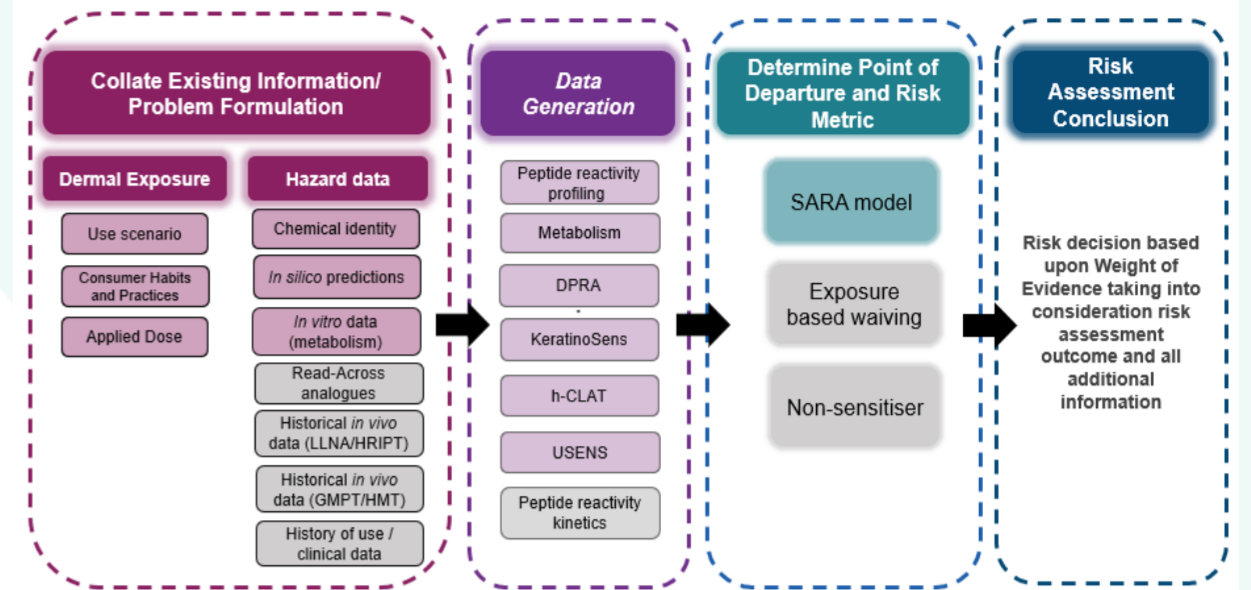 Collate Existing Information/
Problem Formulation
Dermal Exposure
Use scenario
Consumer Habits
and Practices
Applied Dose
Hazard data
Chemical identity
In silico predictions
In vitro data
(metabolism)
Read-Across
analogues
Historical in vivo
data (LLNA/HRIPT)
Historical in vivo
data (GMPT/HMT)
History of use /
clinical data
Data
Generation
Peptide reactivity
profiling
Metabolism
DPRA
KeratinoSens
h-CLAT
USENS
Peptide reactivity
kinetics
Determine Point of
Departure and Risk
Metric
SARA model
Exposure
based waiving
Non-sensitiser
Risk
Assessment
Conclusion
Risk decision based
upon Weight of
Evidence taking into
consideration risk
assessment
outcome and all
additional
information